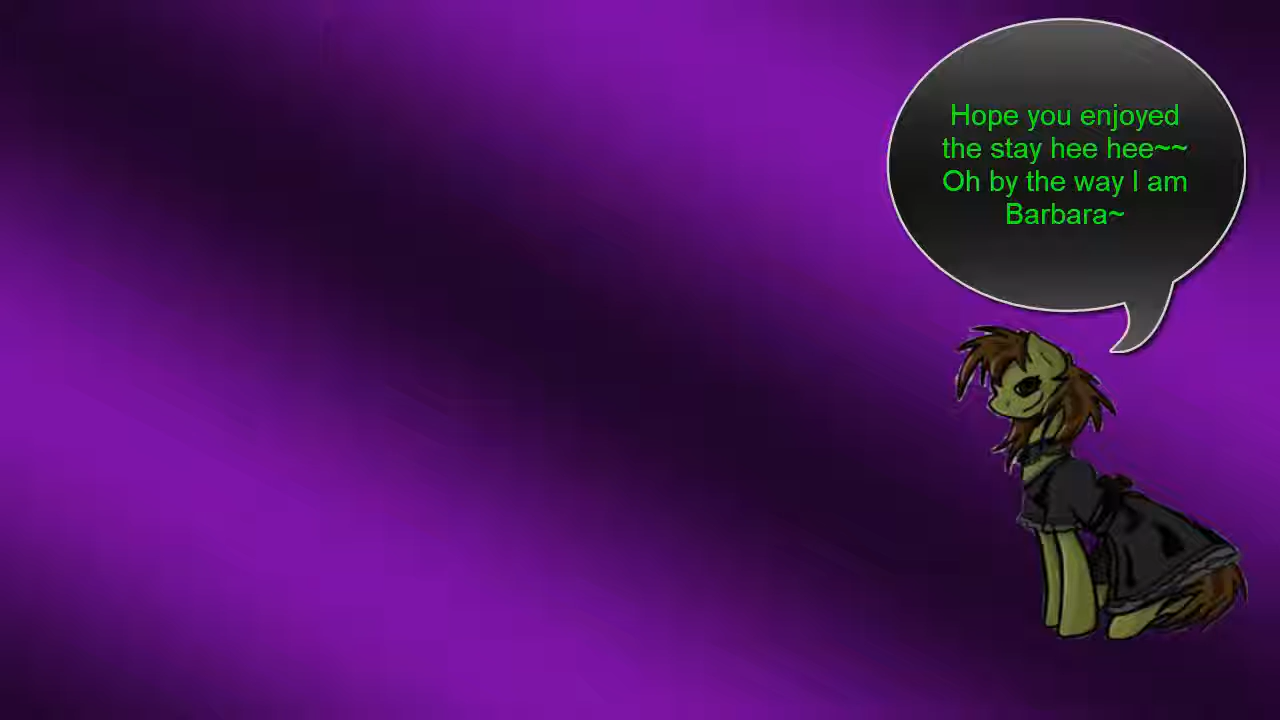 Hope you enjoyed
the stay hee hee~~
Oh by the way I am
Barbara~